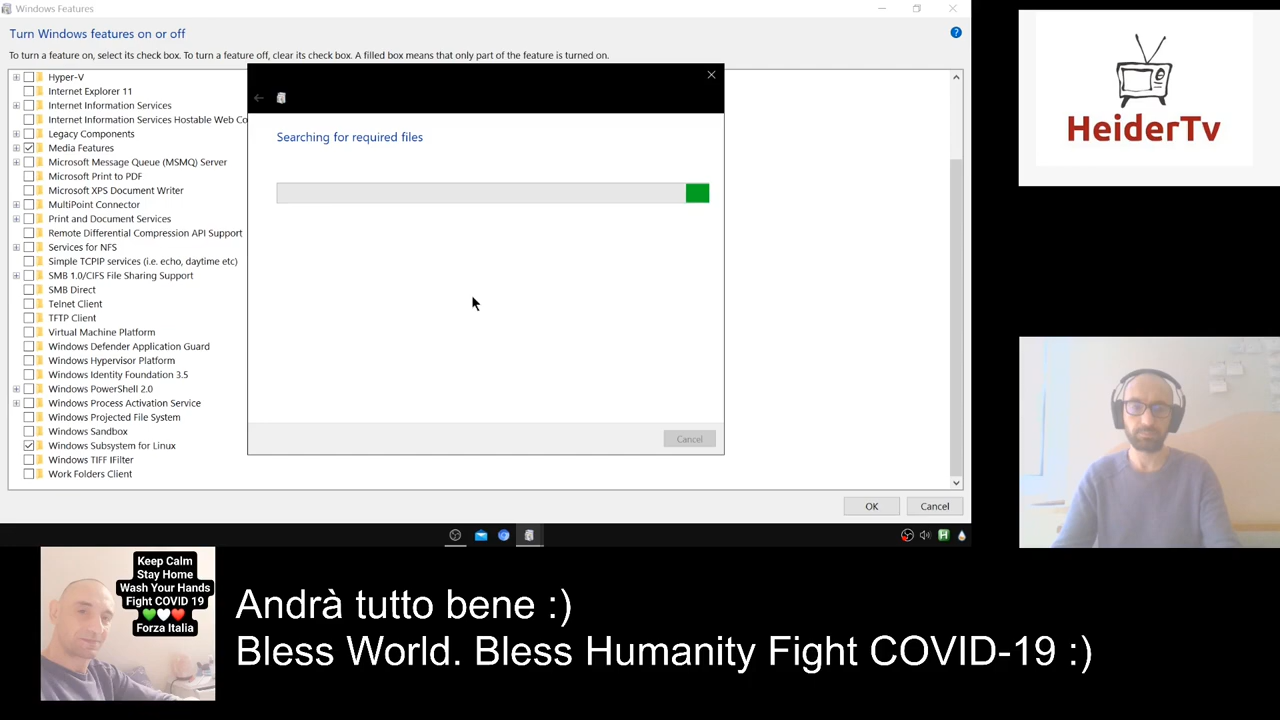 Windows Features
Turn Windows features on or off
To turn a feature on, select its check box. To turn a feature off, clear its check box. A filled box means that only part of the feature is turned on.
Hyper-V
Internet Explorer 11
Internet Information Services
Internet Information Services Hostable Web Co
Legacy Components
Media Features
Microsoft Message Queue (MSMQ) Server
Microsoft Print to PDF
Microsoft XPS Document Writer
MultiPoint Connector
Print and Document Services
Remote Differential Compression API Support
Services for NFS
Simple TCPIP services (i.e. echo, daytime etc)
SMB 1.0/CIFS File Sharing Support
SMB Direct
Telnet Client
TFTP Client
Virtual Machine Platform
Windows Defender Application Guard
Windows Hypervisor Platform
Windows Identity Foundation 3.5
Windows PowerShell 2.0
Windows Process Activation Service
Windows Projected File System
Windows Sandbox
Windows Subsystem for Linux
Windows TIFF IFilter
Work Folders Client
Searching for required files
Cancel
OK
Cancel
HeiderTv
Keep Calm
Stay Home
Wash Your Hands
Fight COVID 19
💚🤍❤️
Forza Italia
Andrà tutto bene :)
Bless World. Bless Humanity Fight COVID-19 :)